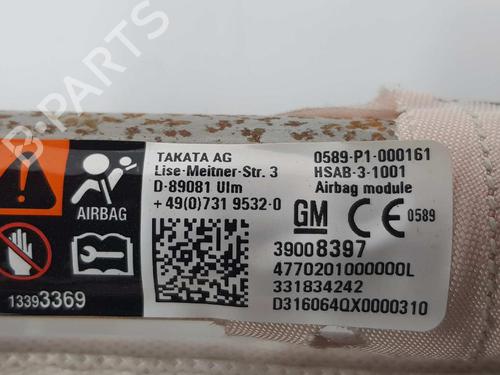 TAKATA AG
Lise-Meitner-Str. 3
D-89081 Ulm
+49(0)731 9532-0
0589-P1-000161
HSAB-3-1001
Airbag module
AIRBAG
GM CE 0589
39008397
4770201000000L
331834242
D316064QX0000310
13393369
B-PARTS